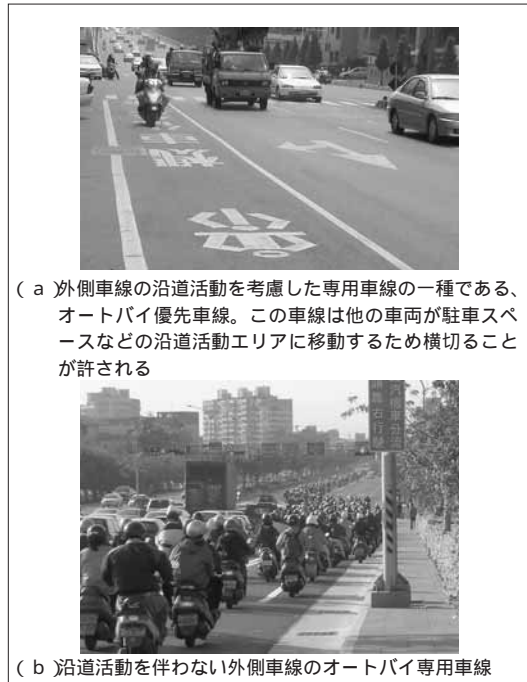 (a)外側車線の沿道活動を考慮した専用車線の一種である、
オートバイ優先車線。この車線は他の車両が駐車スペ
ースなどの沿道活動エリアに移動するため横切ること
が許される
(b)沿道活動を伴わない外側車線のオートバイ専用車線